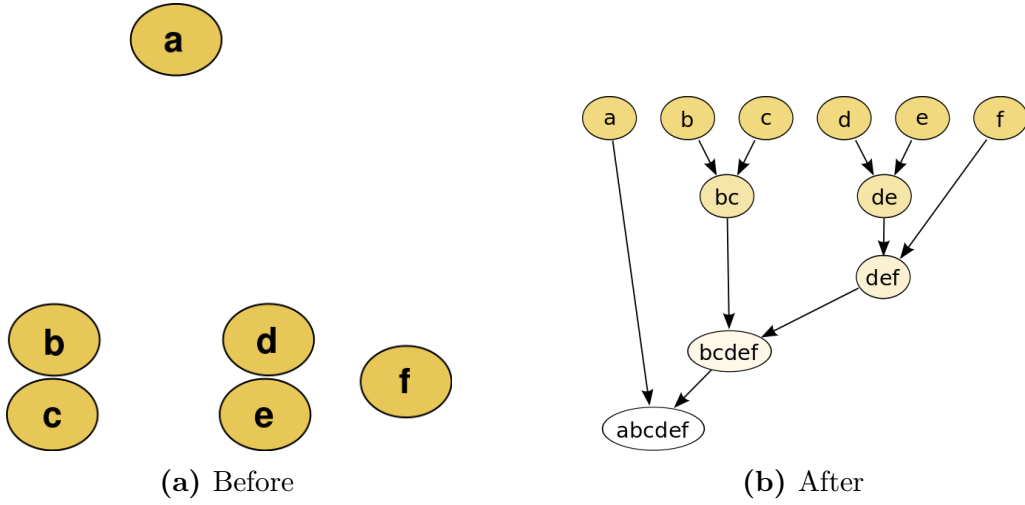 a
b
c
d
e
f
(a) Before
a b c d e f
bc de
def
bcdef
abcdef
(b) After